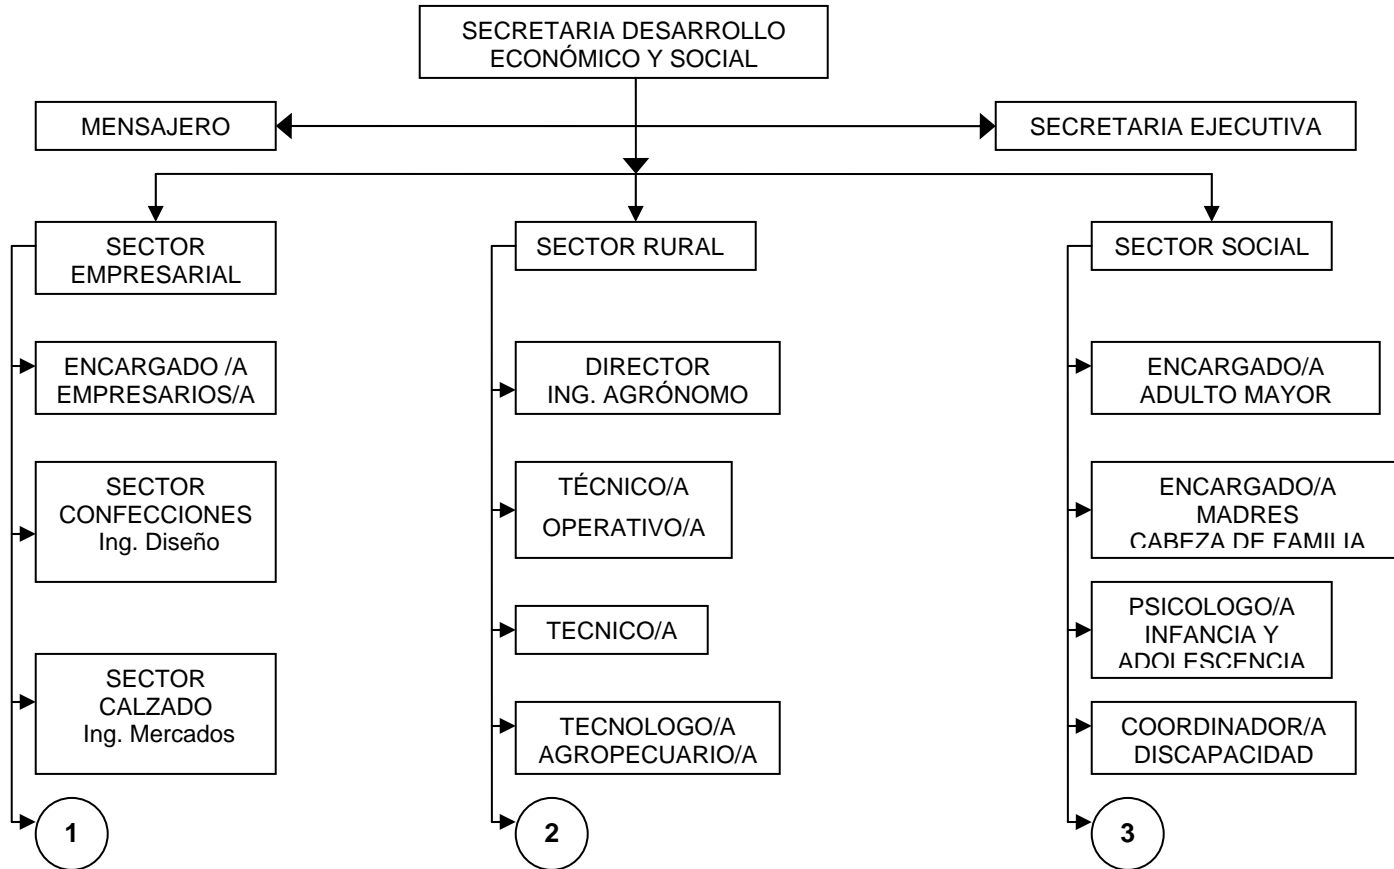 SECRETARIA DESARROLLO
ECONÓMICO Y SOCIAL
MENSAJERO
SECRETARIA EJECUTIVA
SECTOR
EMPRESARIAL
SECTOR RURAL
SECTOR SOCIAL
ENCARGADO /A
EMPRESARIOS/A
DIRECTOR
ING. AGRÓNOMO
ENCARGADO/A
ADULTO MAYOR
SECTOR
CONFECCIONES
Ing. Diseño
TÉCNICO/A
OPERATIVO/A
ENCARGADO/A
MADRES
CABEZA DE FAMILIA
TECNICO/A
PSICOLOGO/A
INFANCIA Y
ADOLESCENCIA
SECTOR
CALZADO
Ing. Mercados
TECNOLOGO/A
AGROPECUARIO/A
COORDINADOR/A
DISCAPACIDAD
1
2
3